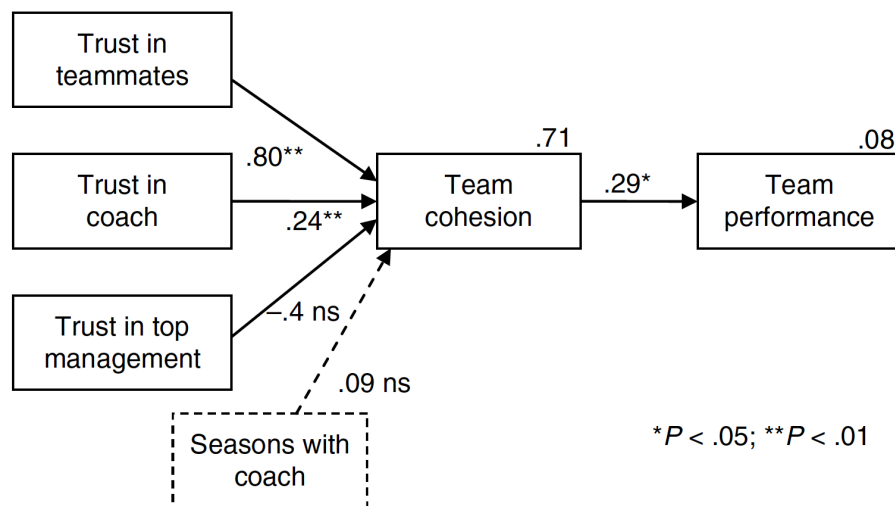 Trust in
teammates
.80**
Trust in
coach
.24**
Trust in top
management
–.4 ns
Seasons with
coach
.09 ns
.71
Team
cohesion
.29*
.08
Team
performance
*P < .05; **P < .01